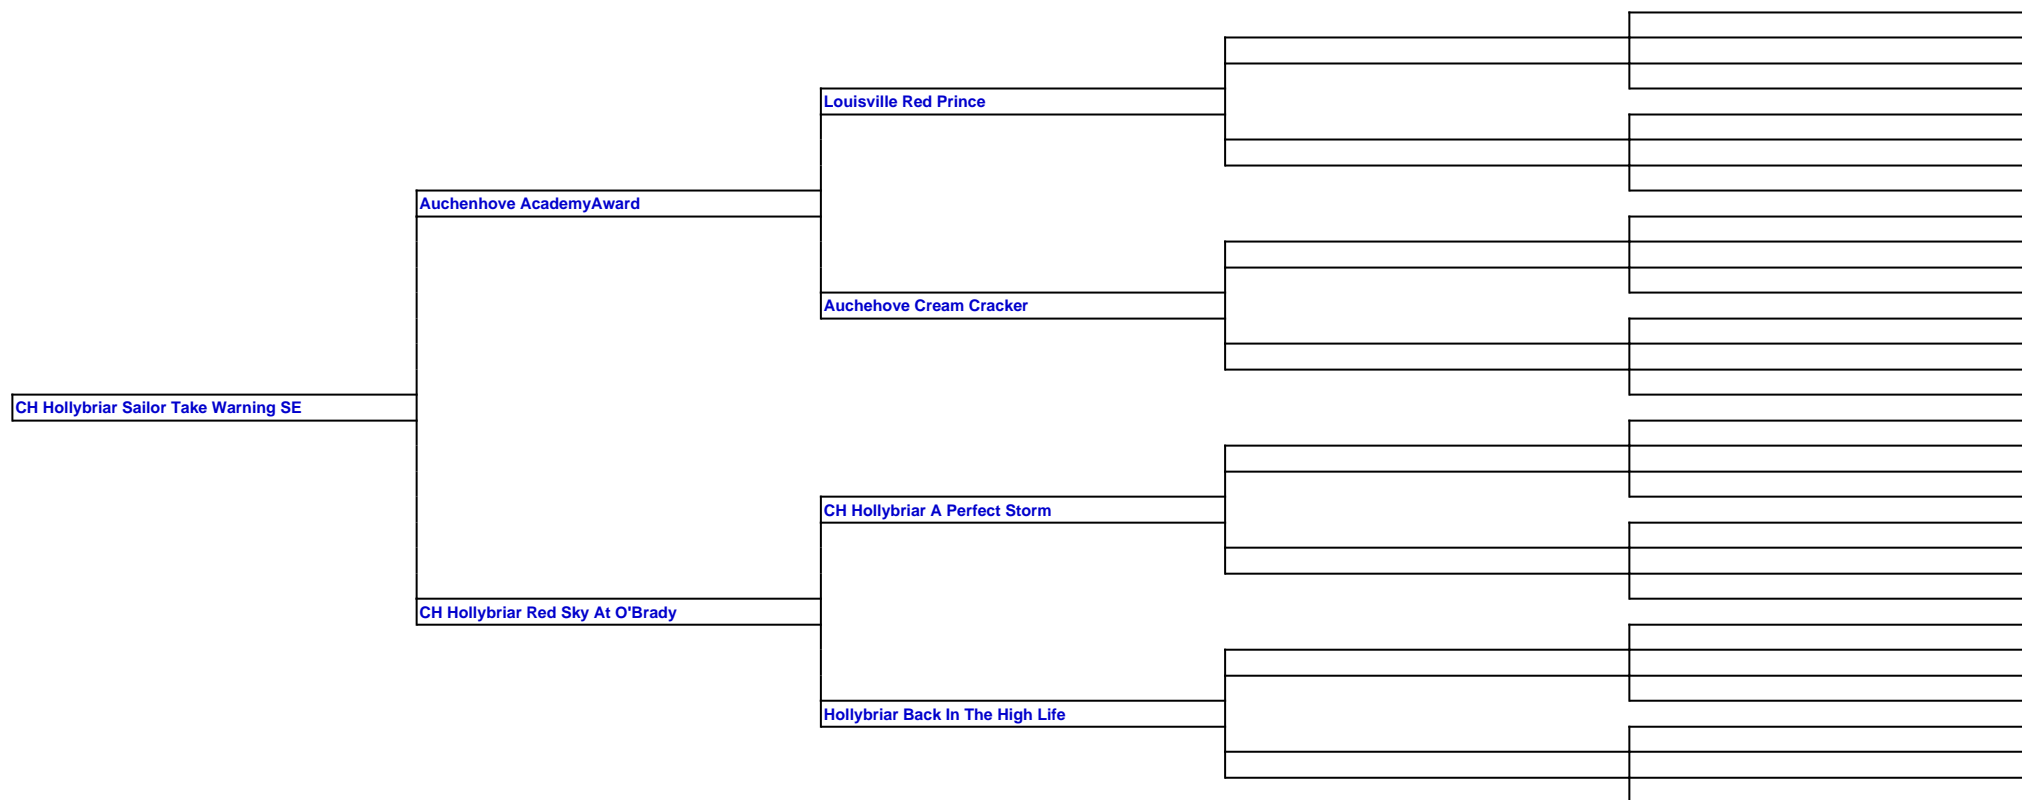 Louisville Red Prince
Auchenhove AcademyAward
Auchehove Cream Cracker
CH Hollybriar Sailor Take Warning SE
CH Hollybriar A Perfect Storm
CH Hollybriar Red Sky At O'Brady
Hollybriar Back In The High Life